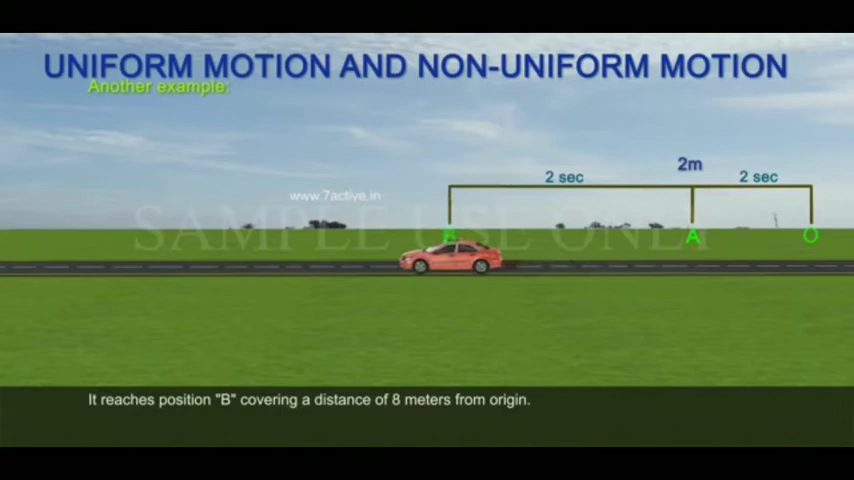 UNIFORM MOTION AND NON-UNIFORM MOTION
Another example:
2m
2 sec
2 sec
www.7active.in
SAMPLE USE ONLY
B
A
O
It reaches position "B" covering a distance of 8 meters from origin.